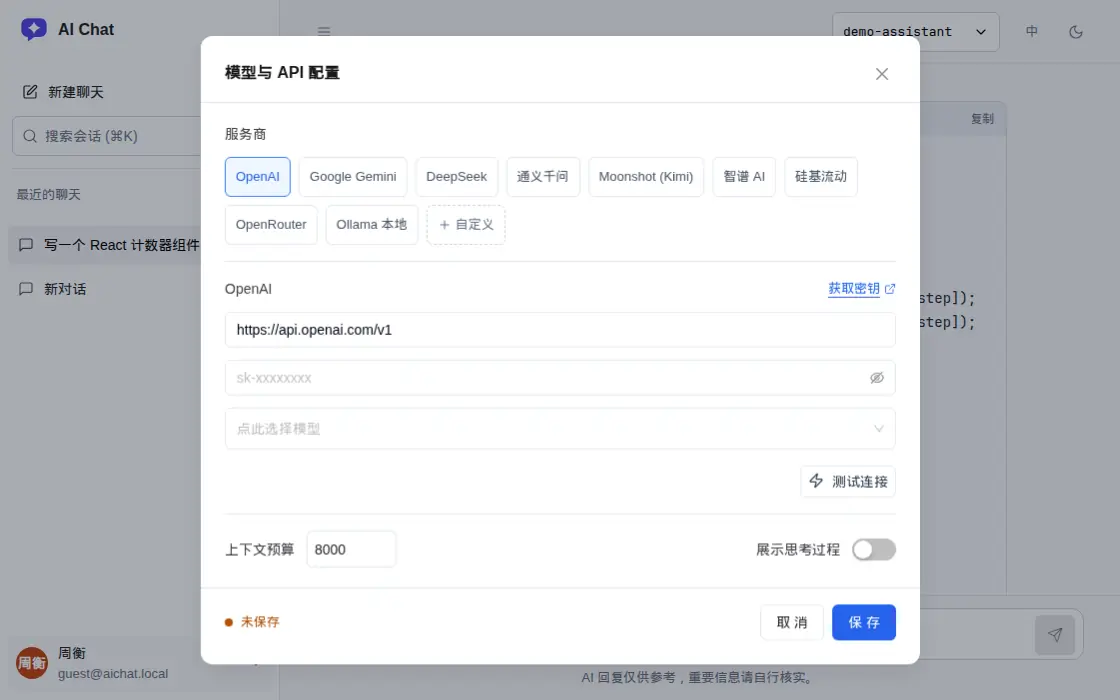 AI Chat
demo-assistant
中
新建聊天
搜索会话 (⌘K)
最近的聊天
写一个 React 计数器组件
新对话
复制
step]);
step]);
模型与 API 配置
服务商
OpenAI
Google Gemini
DeepSeek
通义千问
Moonshot (Kimi)
智谱 AI
硅基流动
OpenRouter
Ollama 本地
+ 自定义
OpenAI
获取密钥
https://api.openai.com/v1
sk-xxxxxxxx
点此选择模型
测试连接
上下文预算
8000
展示思考过程
未保存
取 消
保 存
周衡
周衡
guest@aichat.local
AI 回复仅供参考，重要信息请自行核实。